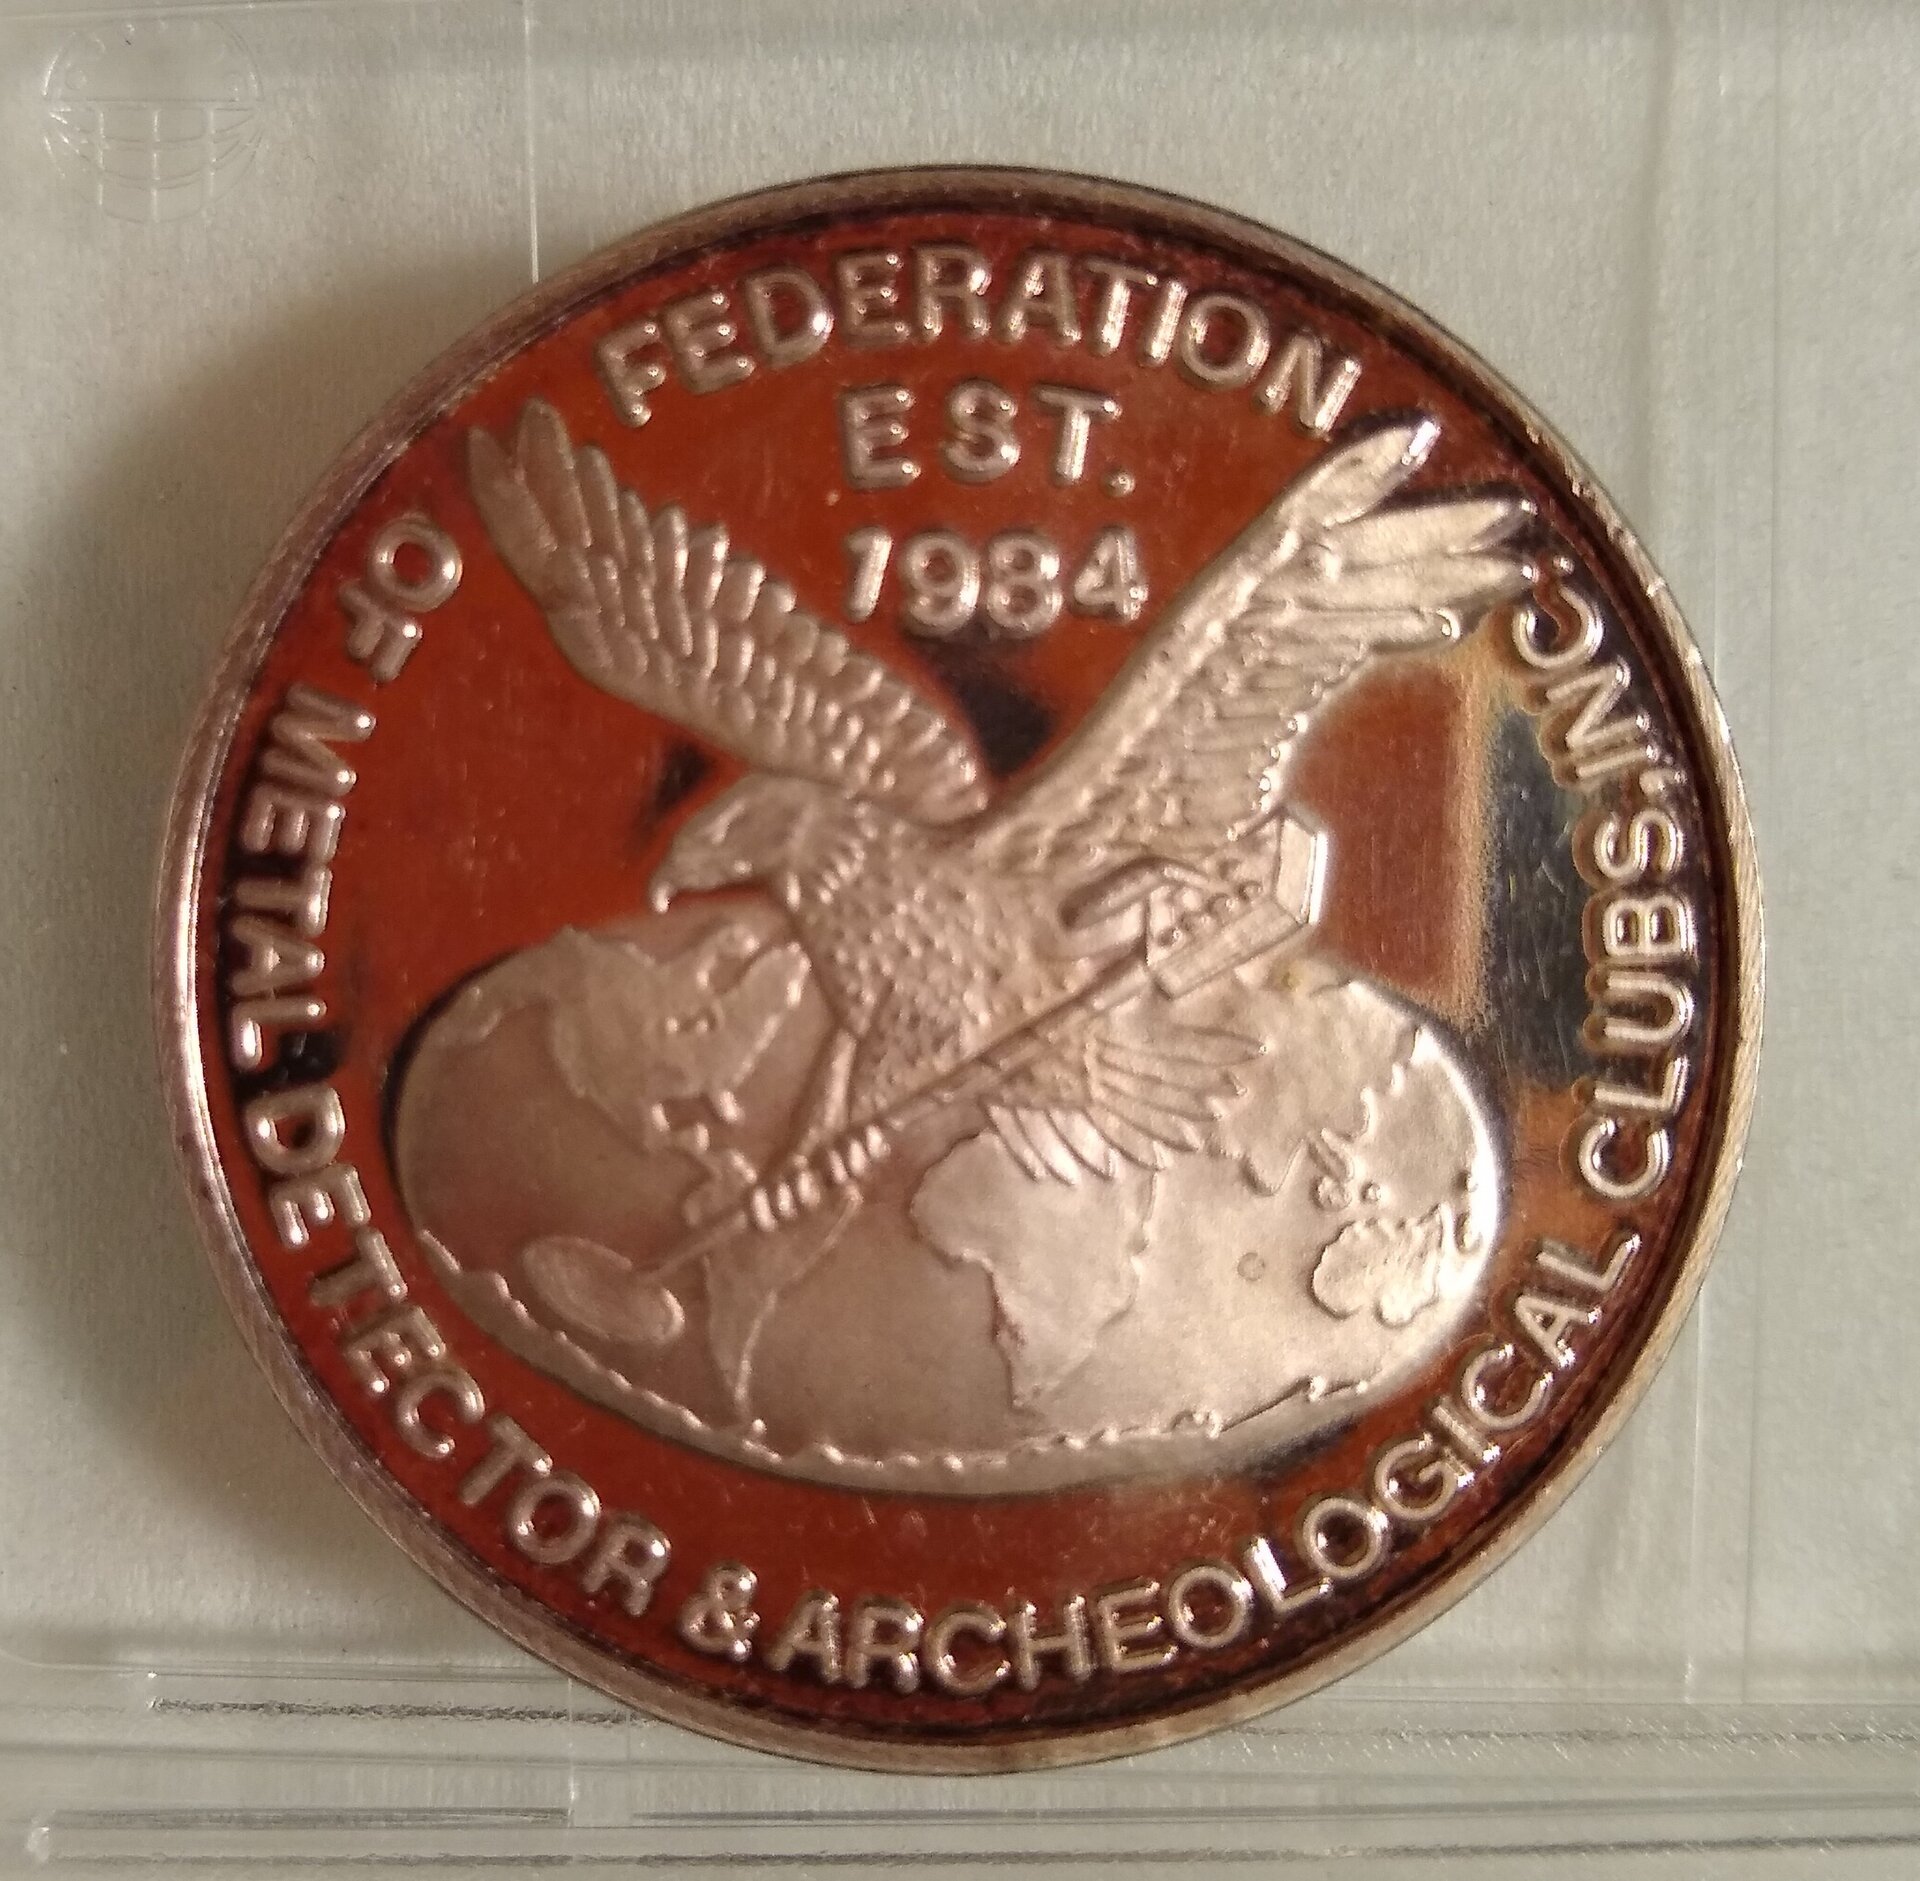 FEDERATION
EST.
1984
OF METAL DETECTOR & ARCHEOLOGICAL CLUBS, INC.